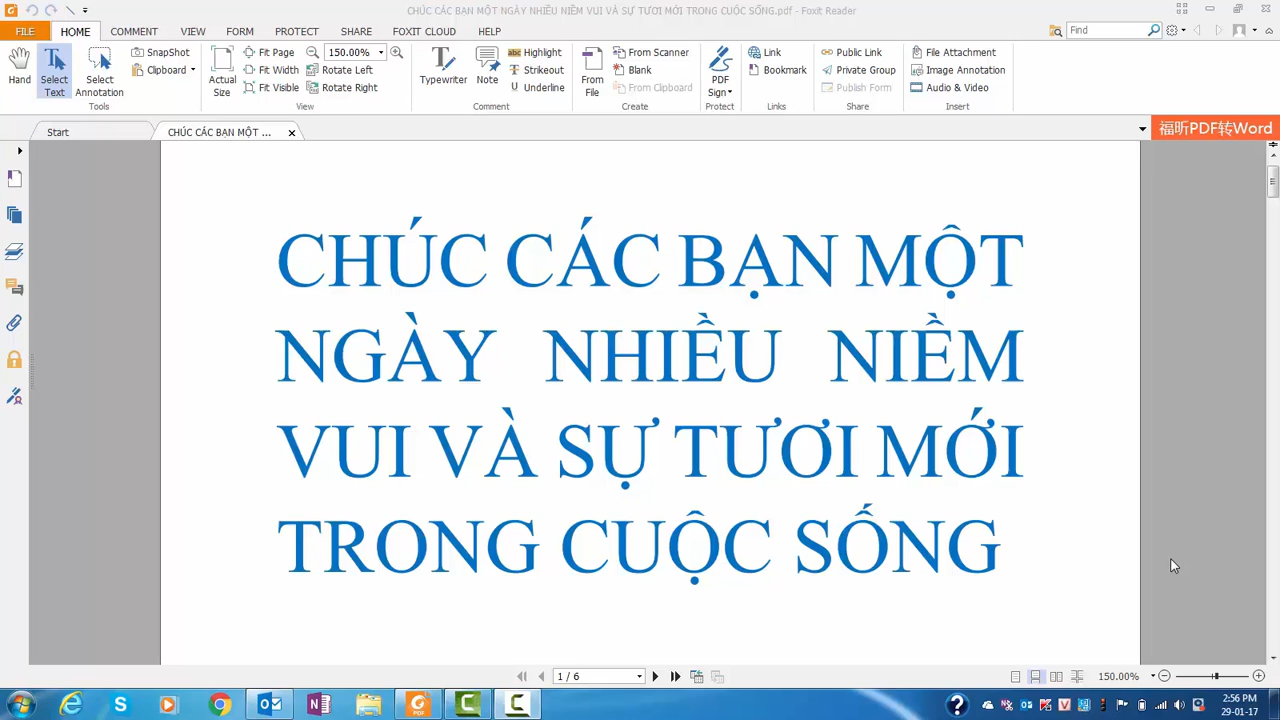 CHÚC CÁC BẠN MỘT NGÀY NHIỀU NIỀM VUI VÀ SỰ TƯƠI MỚI TRONG CUỘC SỐNG.pdf - Foxit Reader
FILE HOME COMMENT VIEW FORM PROTECT SHARE FOXIT CLOUD HELP Find
Hand
Select Text
Select Annotation
SnapShot
Clipboard
Tools
Actual Size
Fit Page
Fit Width
Fit Visible
150.00%
Rotate Left
Rotate Right
View
Typewriter
Note
Highlight
Strikeout
Underline
Comment
From File
From Scanner
Blank
From Clipboard
Create
PDF Sign
Protect
Link
Bookmark
Links
Public Link
Private Group
Publish Form
Share
File Attachment
Image Annotation
Audio & Video
Insert
Start
CHÚC CÁC BẠN MỘT ...
福昕PDF转Word
CHÚC CÁC BẠN MỘT
NGÀY NHIỀU NIỀM
VUI VÀ SỰ TƯƠI MỚI
TRONG CUỘC SỐNG
1 / 6
150.00%
2:56 PM
29-01-17